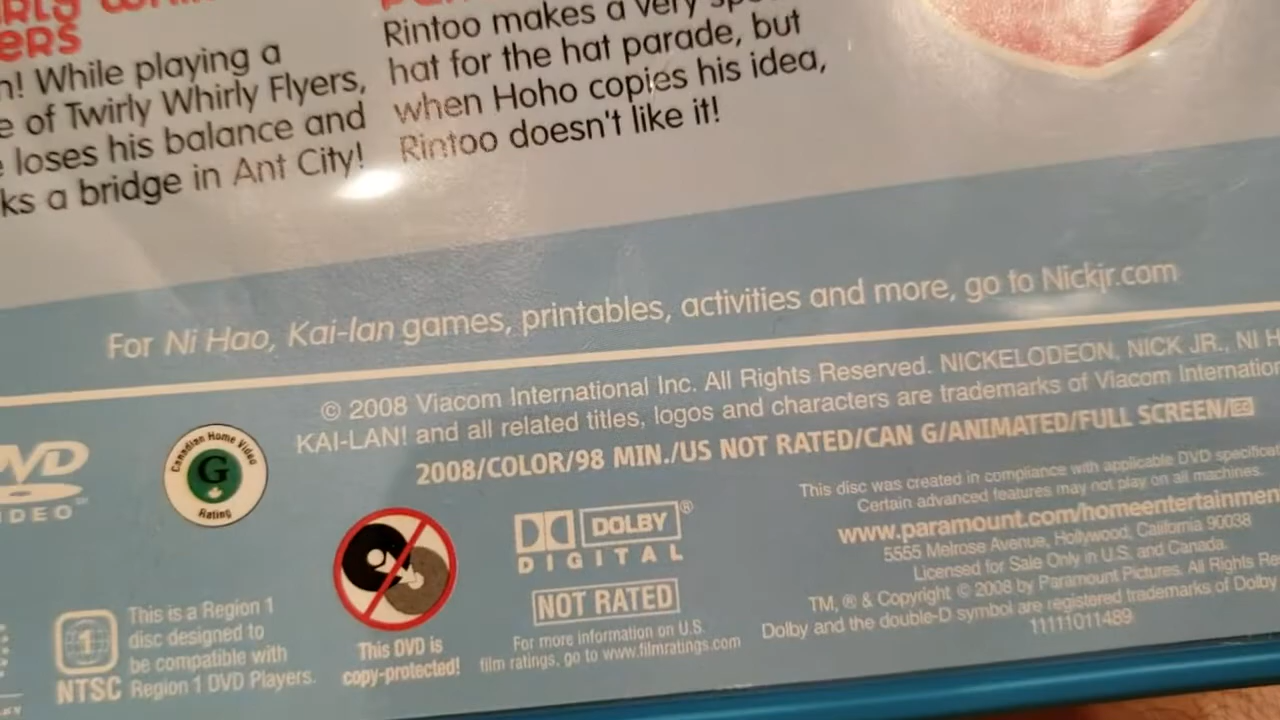 ers
n! While playing a
e of Twirly Whirly Flyers,
loses his balance and
ks a bridge in Ant City!
Rintoo makes a very
hat for the hat parade, but
when Hoho copies his idea,
Rintoo doesn't like it!
For Ni Hao, Kai-lan games, printables, activities and more, go to Nickjr.com
© 2008 Viacom International Inc. All Rights Reserved. NICKELODEON, NICK JR., NI H
KAI-LAN! and all related titles, logos and characters are trademarks of Viacom Internation
2008/COLOR/98 MIN./US NOT RATED/CAN G/ANIMATED/FULL SCREEN/CC
DVD
VIDEO
Canadian Home Video
G
Rating
1
NTSC
This is a Region 1
disc designed to
be compatible with
Region 1 DVD Players.
This DVD is
copy-protected!
DOLBY®
DIGITAL
NOT RATED
For more information on U.S.
film ratings, go to www.filmratings.com
This disc was created in compliance with applicable DVD specificat
Certain advanced features may not play on all machines.
www.paramount.com/homeentertainmen
5555 Melrose Avenue, Hollywood, California 90038
Licensed for Sale Only in U.S. and Canada.
TM, ® & Copyright © 2008 by Paramount Pictures. All Rights Re
Dolby and the double-D symbol are registered trademarks of Dolby
11111011489